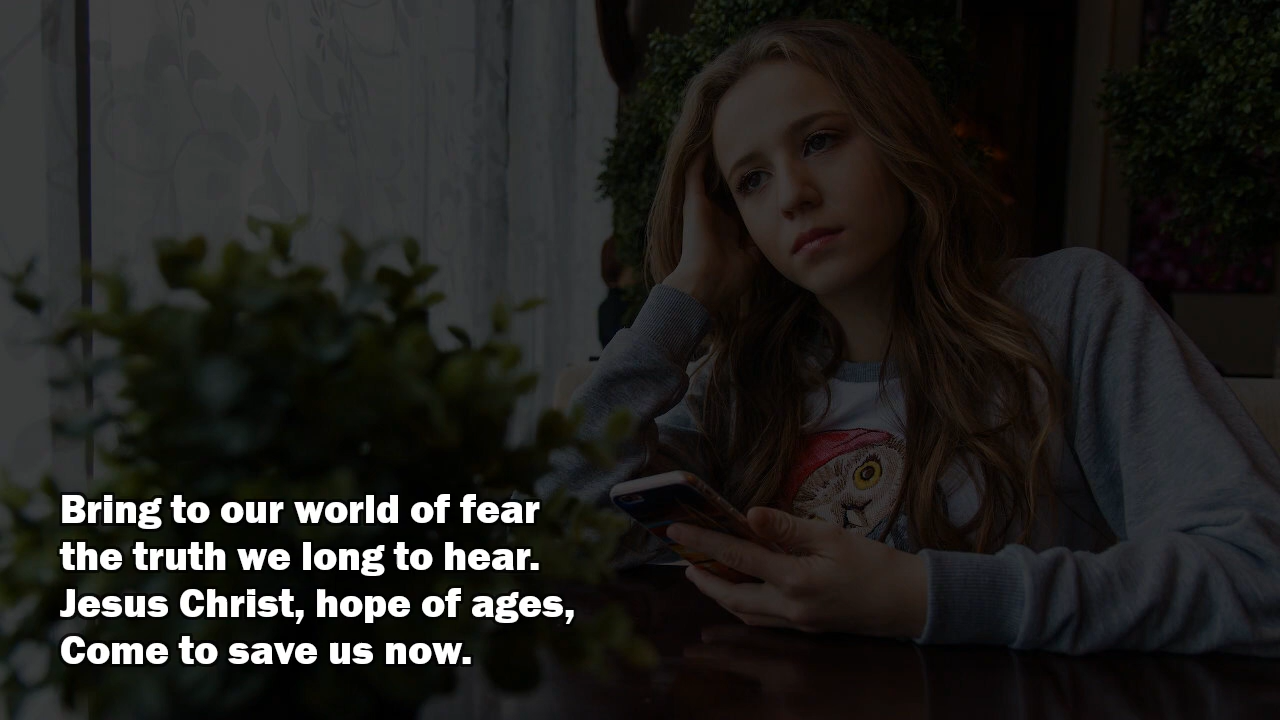 Bring to our world of fear
the truth we long to hear.
Jesus Christ, hope of ages,
Come to save us now.